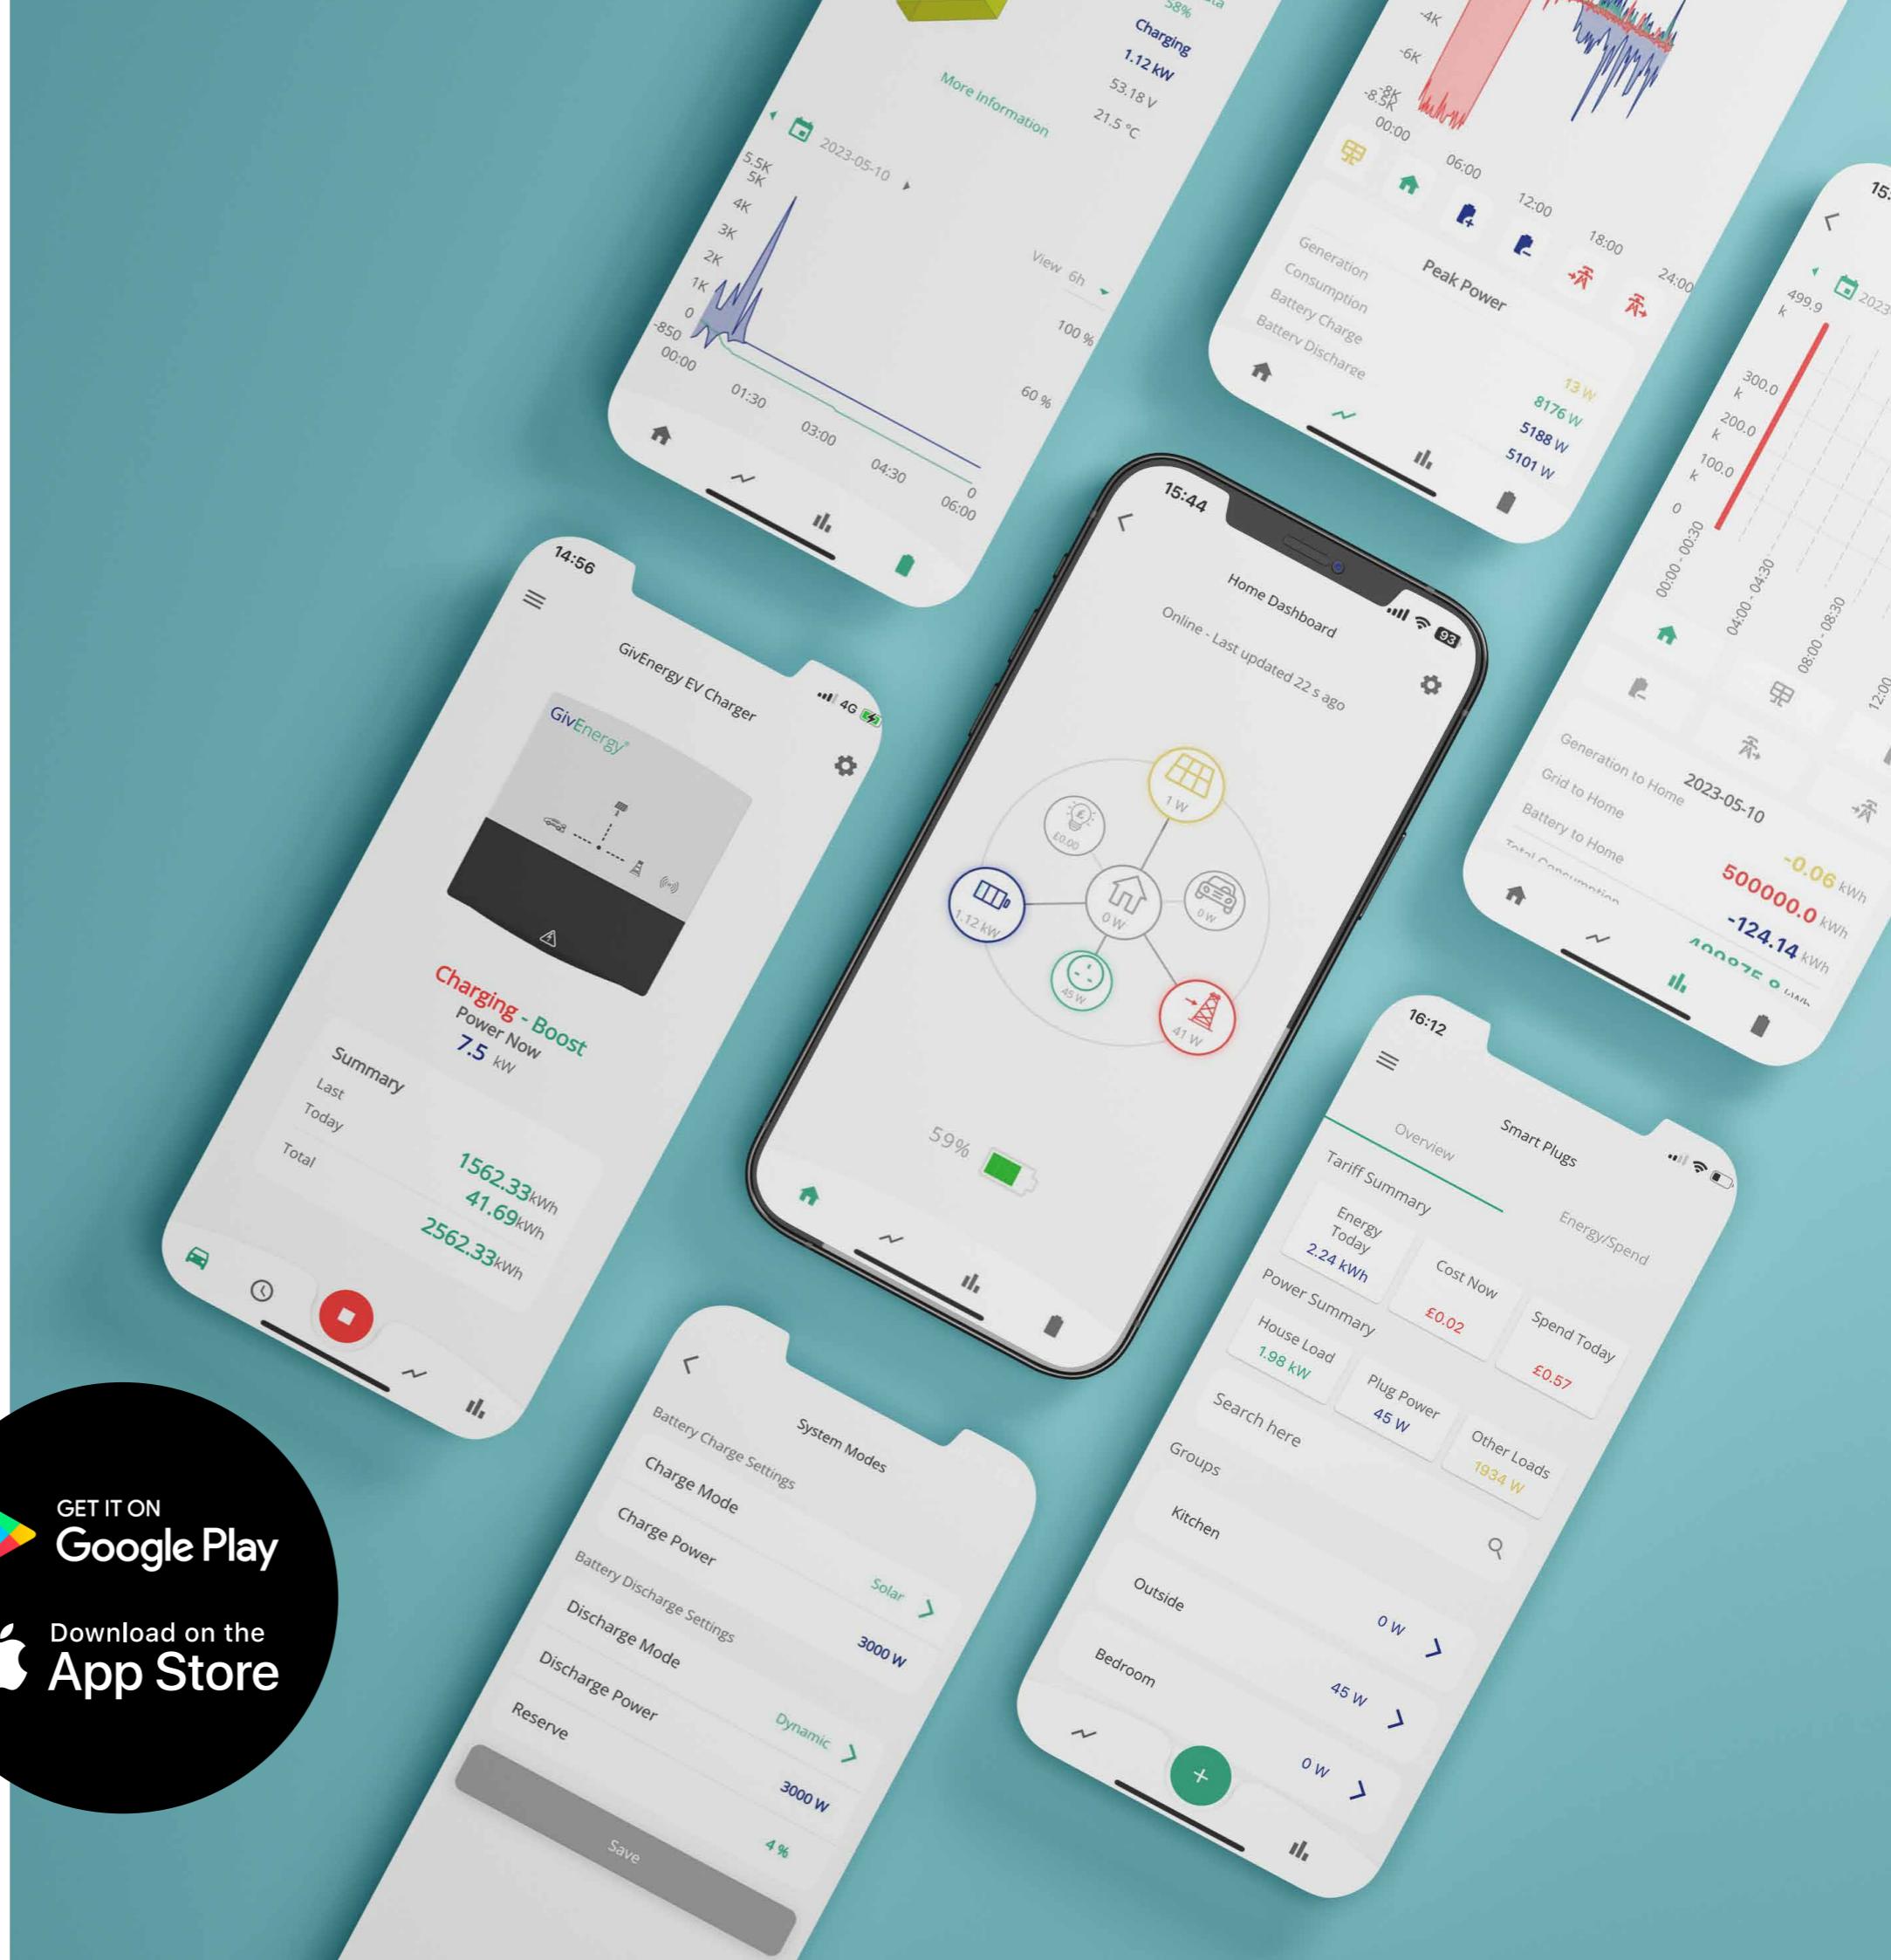 58%
Charging
1.12 kW
53.18 V
21.5 °C
More Information
2023-05-10
5.5K
5K
4K
3K
2K
1K
0
-850
00:00
01:30
03:00
04:30
06:00
View 6h
100 %
60 %
0
-4K
-6K
-8K
-8.5K
00:00
06:00
12:00
18:00
24:00
Peak Power
Generation
13 W
Consumption
8176 W
Battery Charge
5188 W
Battery Discharge
5101 W
499.9
k
300.0
k
200.0
k
100.0
k
0
00:00 - 00:30
04:00 - 04:30
08:00 - 08:30
12:00
2023-05-10
Generation to Home
-0.06 kWh
Grid to Home
500000.0 kWh
Battery to Home
-124.14 kWh
Total Consumption
14:56
4G
GivEnergy EV Charger
GivEnergy®
Charging - Boost
Power Now
7.5 kW
Summary
Last
1562.33kWh
Today
41.69kWh
Total
2562.33kWh
15:44
93
Home Dashboard
Online - Last updated 22 s ago
1 W
£0.00
1.12 kW
0 W
0 W
45 W
41 W
59%
16:12
Smart Plugs
Overview
Energy/Spend
Tariff Summary
Energy
Today
2.24 kWh
Cost Now
£0.02
Spend Today
£0.57
Power Summary
House Load
1.98 kW
Plug Power
45 W
Other Loads
1934 W
Search here
Groups
Kitchen
0 W
Outside
45 W
Bedroom
0 W
System Modes
Battery Charge Settings
Charge Mode
Solar
Charge Power
3000 W
Battery Discharge Settings
Discharge Mode
Dynamic
Discharge Power
3000 W
Reserve
4 %
Save
GET IT ON
Google Play
Download on the
App Store